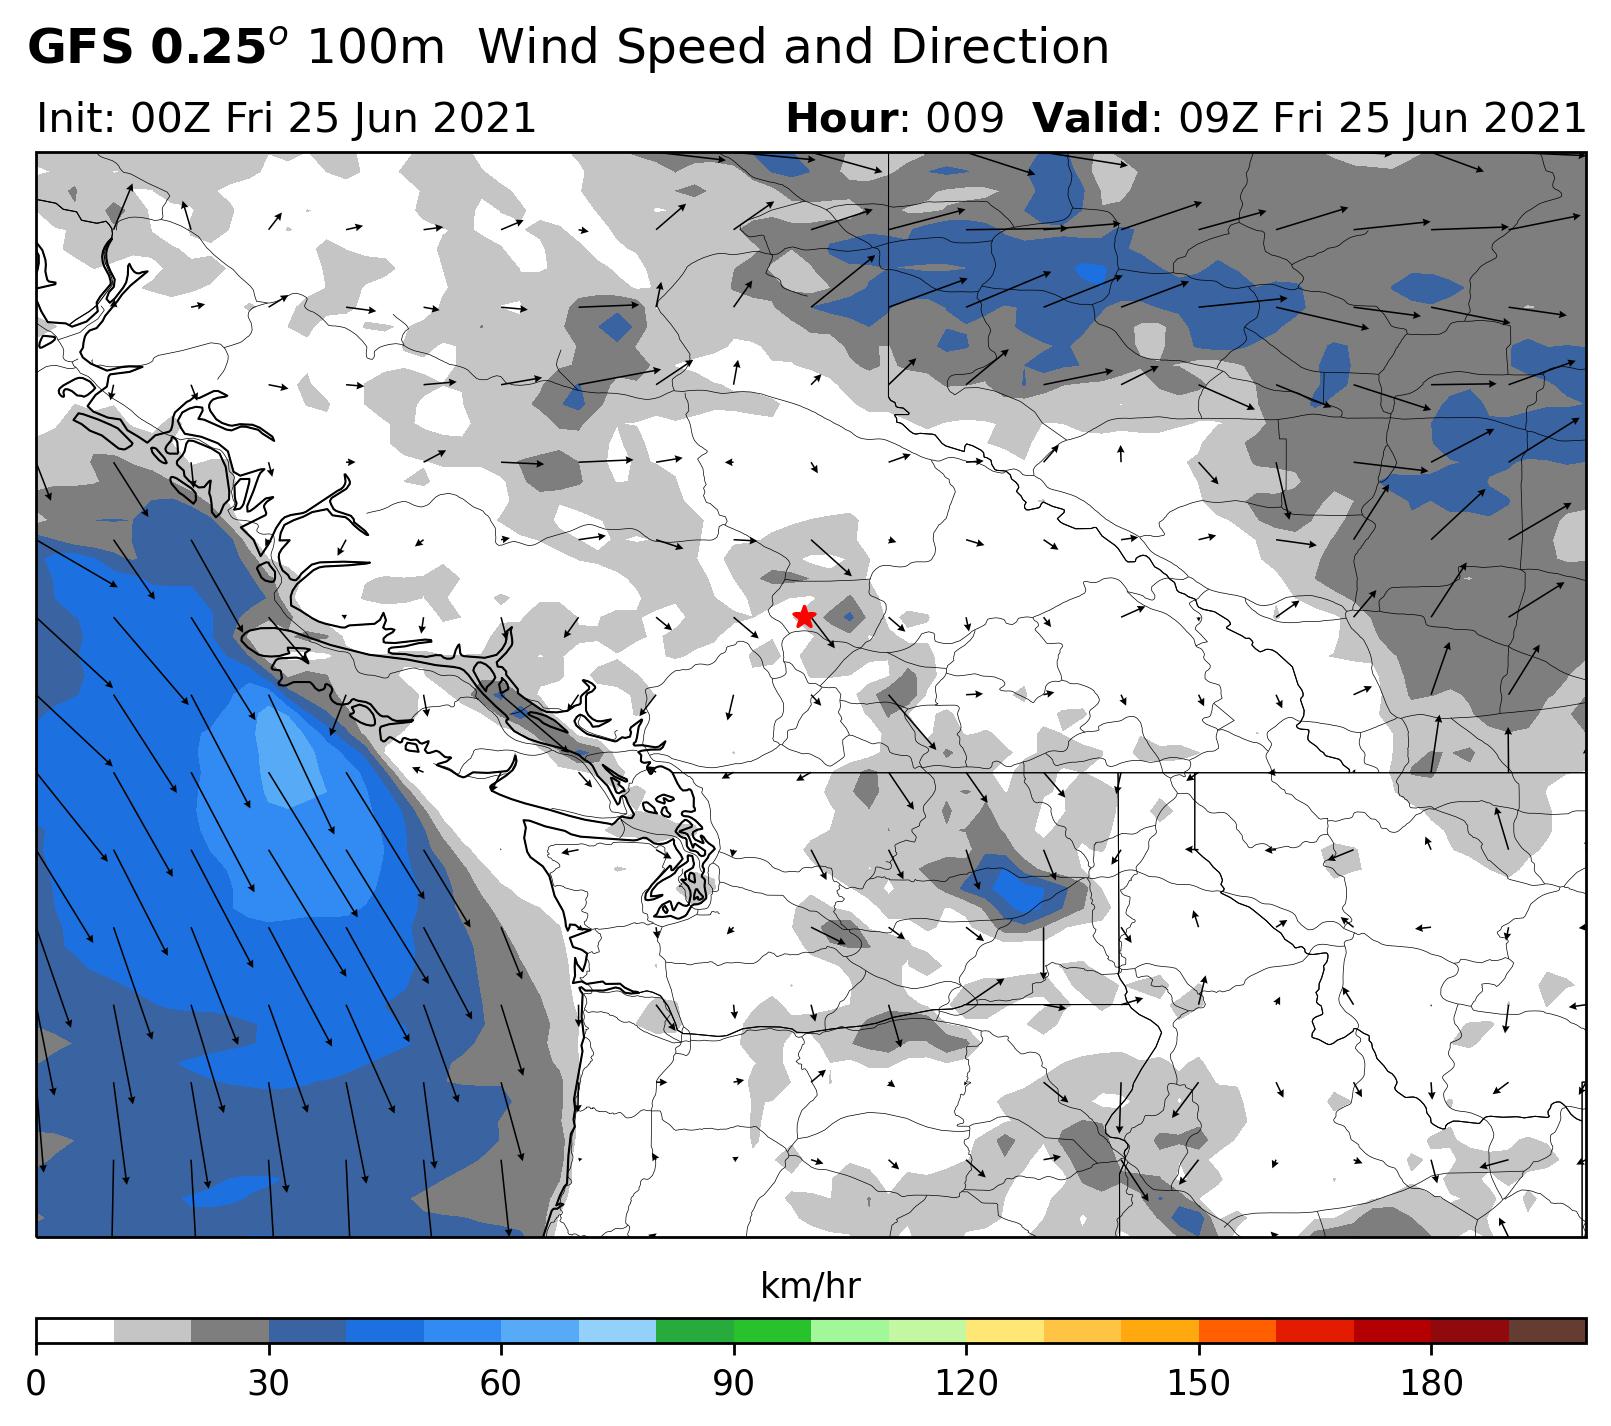 GFS 0.25° 100m Wind Speed and Direction
Init: 00Z Fri 25 Jun 2021 Hour: 009 Valid: 09Z Fri 25 Jun 2021
km/hr
0 30 60 90 120 150 180